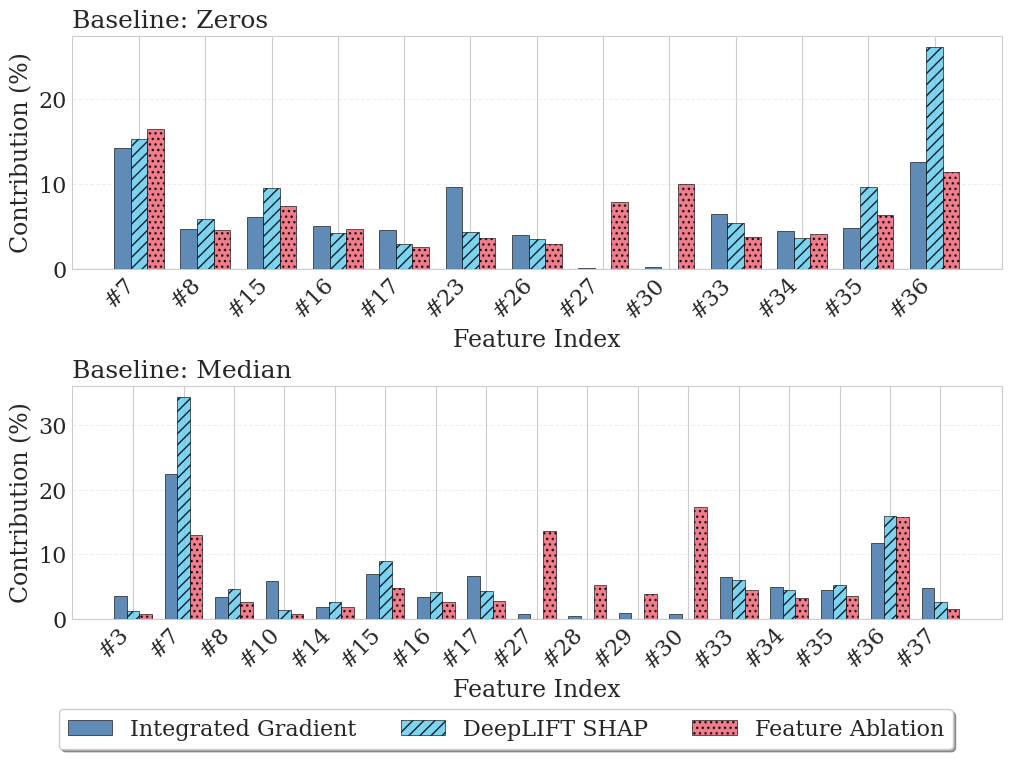 Baseline: Zeros
Contribution (%)
20
10
0
#7 #8 #15 #16 #17 #23 #26 #27 #30 #33 #34 #35 #36
Feature Index
Baseline: Median
Contribution (%)
30
20
10
0
#3 #7 #8 #10 #14 #15 #16 #17 #27 #28 #29 #30 #33 #34 #35 #36 #37
Feature Index
Integrated Gradient DeepLIFT SHAP Feature Ablation